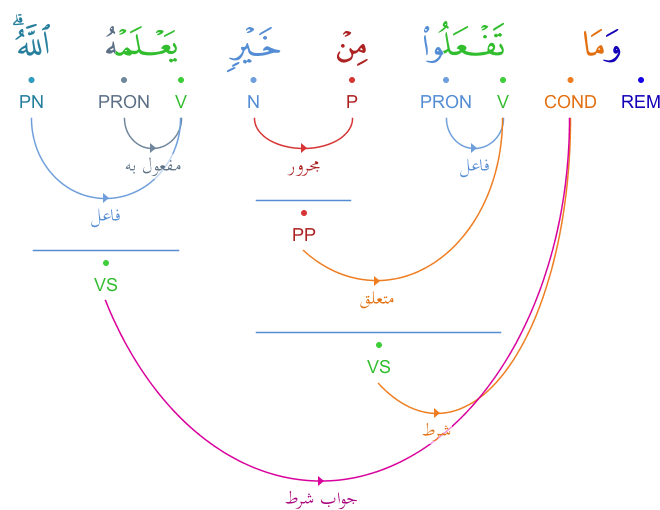 وَمَا تَفْعَلُوا۟ مِنْ خَيْرٍۢ يَعْلَمْهُ ٱللَّهُ ۗ
REM COND V PRON P N V PRON PN
فاعل مجرور مفعول به
فاعل
PP
VS
متعلق
VS
شرط
جواب شرط